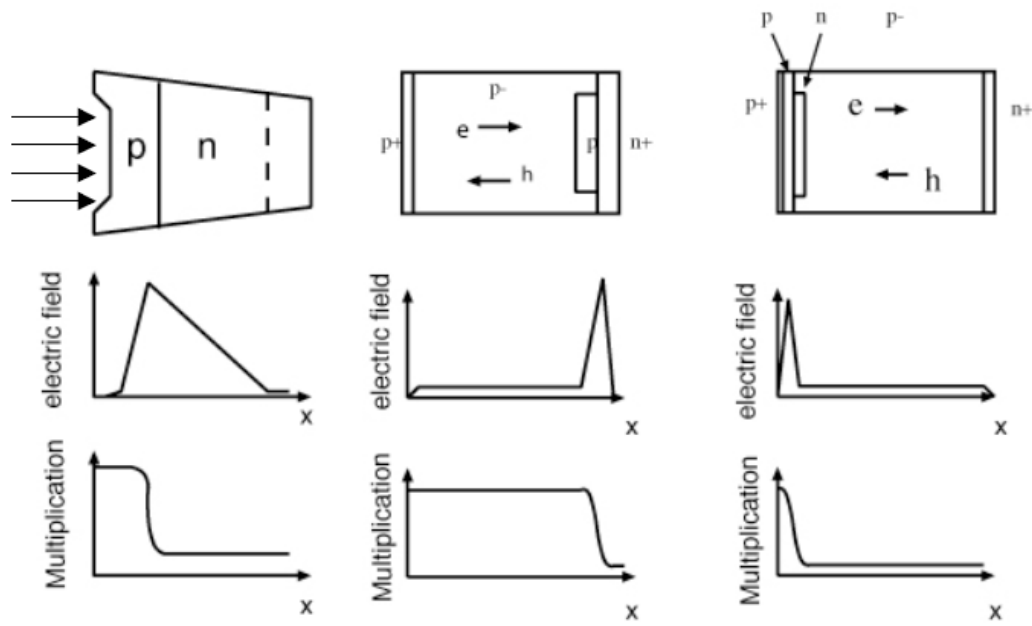 p n p-
p-
p+ e p n+
h
p+ e n+
h
p n
electric field
x
electric field
x
electric field
x
Multiplication
x
Multiplication
x
Multiplication
x